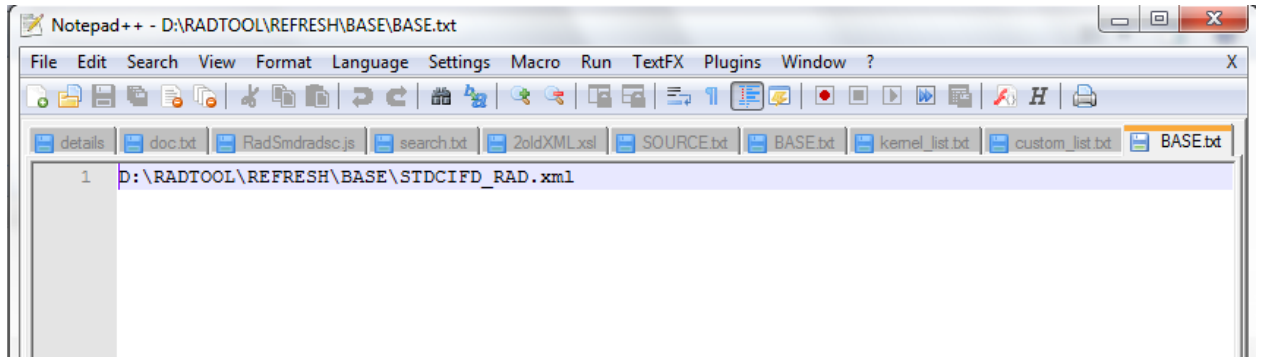 Notepad++ - D:\RADTOOL\REFRESH\BASE\BASE.txt
File Edit Search View Format Language Settings Macro Run TextFX Plugins Window ? X
details doc.txt RadSmdradsc.js search.txt 2oldXML.xsl SOURCE.txt BASE.txt kernel_list.txt custom_list.txt BASE.txt
1 D:\RADTOOL\REFRESH\BASE\STDCIFD_RAD.xml